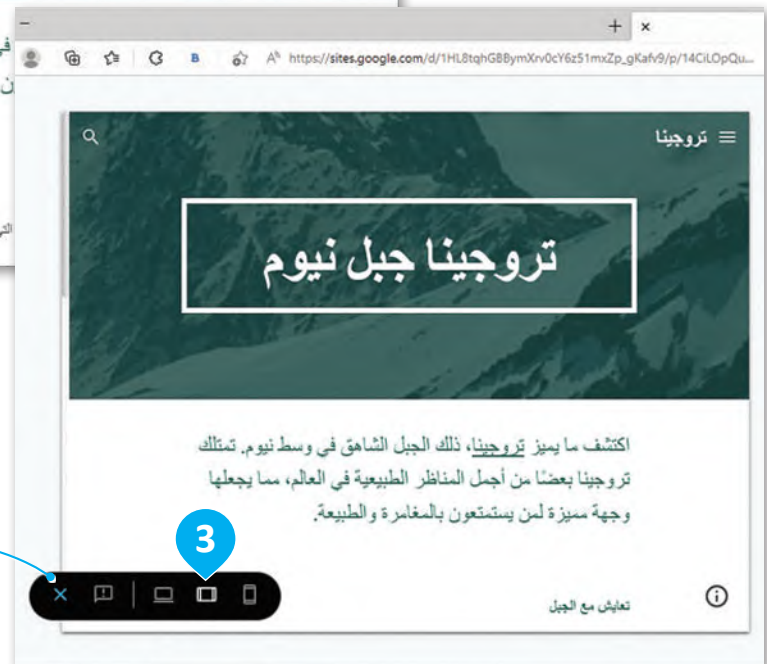 https://sites.google.com/d/1HL8tqhGBBymXrv0cY6z51mxZp_gKafv9/p/14CiLOpQu...
تروجينا
تروجينا جبل نيوم
اكتشف ما يميز تروجينا، ذلك الجبل الشاهق في وسط نيوم. تمتلك
تروجينا بعضًا من أجمل المناظر الطبيعية في العالم، مما يجعلها
وجهة مميزة لمن يستمتعون بالمغامرة والطبيعة.
3
تعايش مع الجبل